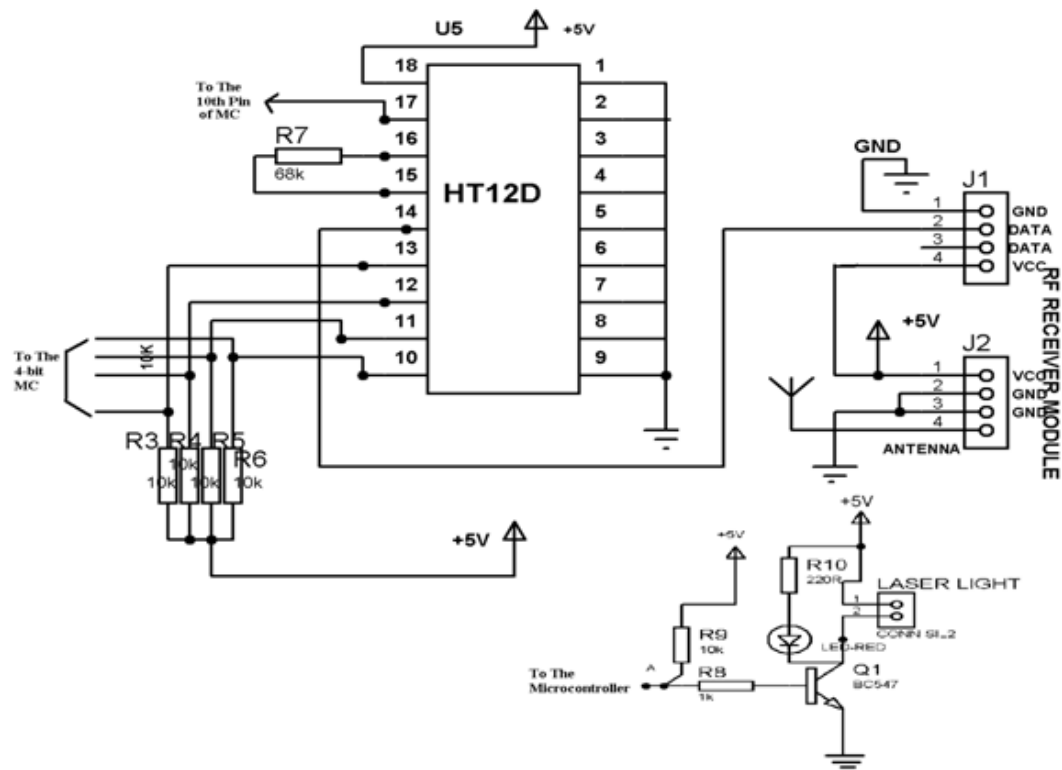 U5
+5V
18
1
To The
10th Pin
of MC
17
2
R7
16
3
68k
15
4
HT12D
14
5
13
6
12
7
11
8
10
9
GND
J1
1
GND
2
DATA
3
DATA
4
VCC
RF RECEIVER MODULE
+5V
J2
1
VCC
2
GND
3
GND
4
ANTENNA
To The
4-bit
MC
10K
R3
R4
R5
R6
10k
10k
10k
10k
+5V
+5V
+5V
R10
220R
LASER LIGHT
1
2
CONN SIL2
LED-RED
R9
10k
A
R8
1k
To The
Microcontroller
Q1
BC547